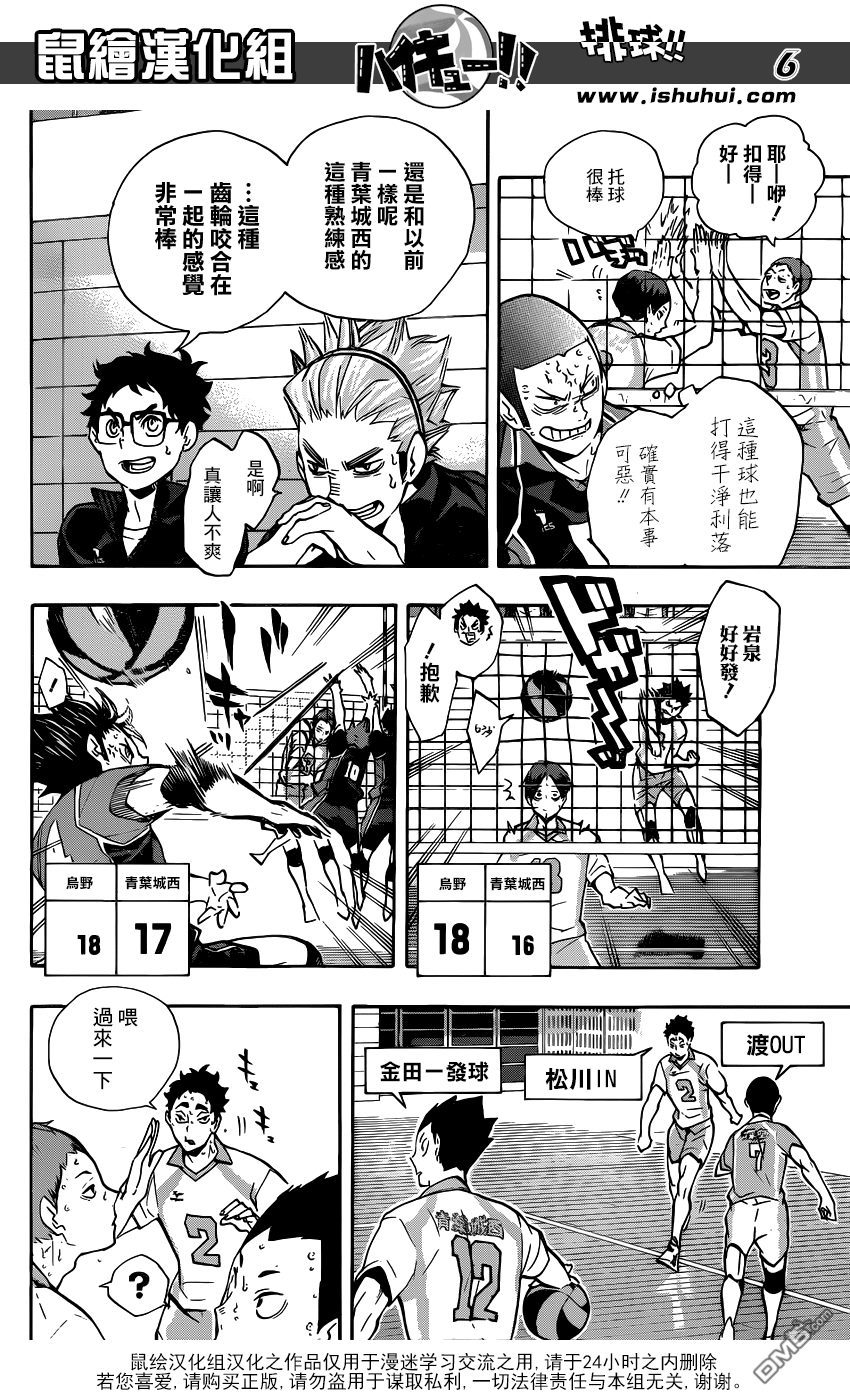 鼠繪漢化組
ハイキュー!!
排球!!
6
www.ishuhui.com
耶—咿!
扣得—
好—
托球
很棒
這種球也能
打得干淨利落
確實有本事
可惡!!
還是和以前
一樣呢
青葉城西的
這種熟練感
…這種
齒輪咬合在
一起的感覺
非常棒
是啊
真讓人不爽
岩泉
好好發!
!抱歉
烏野
青葉城西
18
16
烏野
青葉城西
18
17
10
渡OUT
松川IN
金田一發球
2
青葉城西
12
喂
過來一下
2
?
鼠绘汉化组汉化之作品仅用于漫迷学习交流之用, 请于24小时之内删除
若您喜爱, 请购买正版, 请勿盗用于谋取私利, 一切法律责任与本组无关, 谢谢.